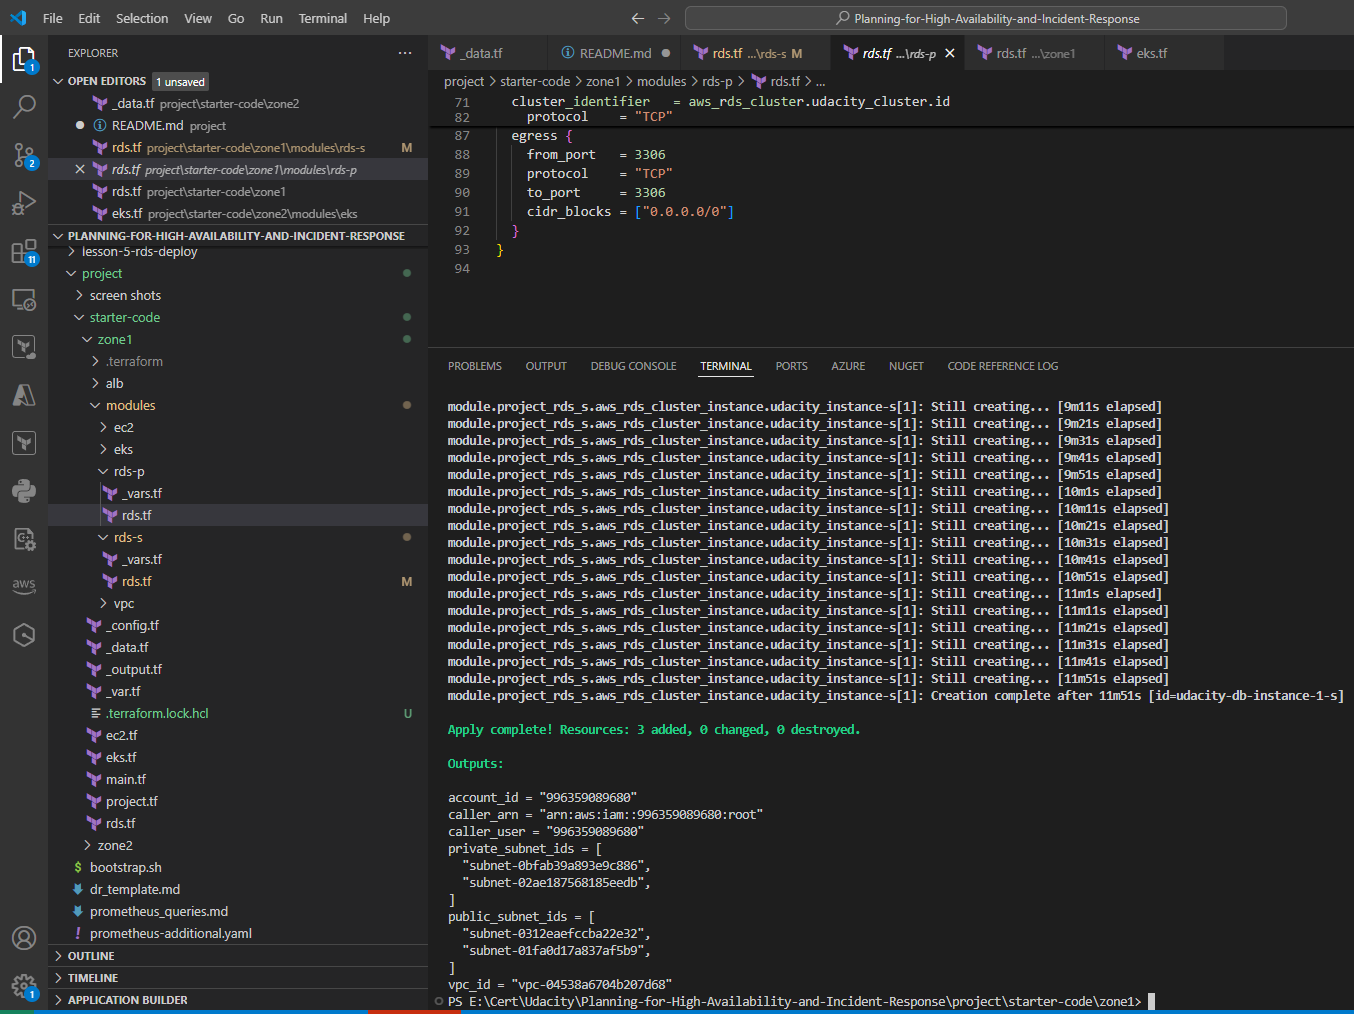 File Edit Selection View Go Run Terminal Help
Planning-for-High-Availability-and-Incident-Response
EXPLORER
OPEN EDITORS 1 unsaved
_data.tf project\starter-code\zone2
README.md project
rds.tf project\starter-code\zone1\modules\rds-s M
rds.tf project\starter-code\zone1\modules\rds-p
rds.tf project\starter-code\zone1
eks.tf project\starter-code\zone2\modules\eks
PLANNING-FOR-HIGH-AVAILABILITY-AND-INCIDENT-RESPONSE
lesson-5-rds-deploy
project
screen shots
starter-code
zone1
.terraform
alb
modules
ec2
eks
rds-p
_vars.tf
rds.tf
rds-s
_vars.tf
rds.tf M
vpc
_config.tf
_data.tf
_output.tf
_var.tf
.terraform.lock.hcl U
ec2.tf
eks.tf
main.tf
project.tf
rds.tf
zone2
$ bootstrap.sh
dr_template.md
prometheus_queries.md
! prometheus-additional.yaml
OUTLINE
TIMELINE
APPLICATION BUILDER
1
2
11
aws
1
_data.tf README.md rds.tf ...\rds-s M rds.tf ...\rds-p rds.tf ...\zone1 eks.tf
project > starter-code > zone1 > modules > rds-p > rds.tf > ...
71 cluster_identifier = aws_rds_cluster.udacity_cluster.id
82 protocol = "TCP"
87 egress {
88 from_port = 3306
89 protocol = "TCP"
90 to_port = 3306
91 cidr_blocks = ["0.0.0.0/0"]
92 }
93 }
94
PROBLEMS OUTPUT DEBUG CONSOLE TERMINAL PORTS AZURE NUGET CODE REFERENCE LOG
module.project_rds_s.aws_rds_cluster_instance.udacity_instance-s[1]: Still creating... [9m11s elapsed]
module.project_rds_s.aws_rds_cluster_instance.udacity_instance-s[1]: Still creating... [9m21s elapsed]
module.project_rds_s.aws_rds_cluster_instance.udacity_instance-s[1]: Still creating... [9m31s elapsed]
module.project_rds_s.aws_rds_cluster_instance.udacity_instance-s[1]: Still creating... [9m41s elapsed]
module.project_rds_s.aws_rds_cluster_instance.udacity_instance-s[1]: Still creating... [9m51s elapsed]
module.project_rds_s.aws_rds_cluster_instance.udacity_instance-s[1]: Still creating... [10m1s elapsed]
module.project_rds_s.aws_rds_cluster_instance.udacity_instance-s[1]: Still creating... [10m11s elapsed]
module.project_rds_s.aws_rds_cluster_instance.udacity_instance-s[1]: Still creating... [10m21s elapsed]
module.project_rds_s.aws_rds_cluster_instance.udacity_instance-s[1]: Still creating... [10m31s elapsed]
module.project_rds_s.aws_rds_cluster_instance.udacity_instance-s[1]: Still creating... [10m41s elapsed]
module.project_rds_s.aws_rds_cluster_instance.udacity_instance-s[1]: Still creating... [10m51s elapsed]
module.project_rds_s.aws_rds_cluster_instance.udacity_instance-s[1]: Still creating... [11m1s elapsed]
module.project_rds_s.aws_rds_cluster_instance.udacity_instance-s[1]: Still creating... [11m11s elapsed]
module.project_rds_s.aws_rds_cluster_instance.udacity_instance-s[1]: Still creating... [11m21s elapsed]
module.project_rds_s.aws_rds_cluster_instance.udacity_instance-s[1]: Still creating... [11m31s elapsed]
module.project_rds_s.aws_rds_cluster_instance.udacity_instance-s[1]: Still creating... [11m41s elapsed]
module.project_rds_s.aws_rds_cluster_instance.udacity_instance-s[1]: Still creating... [11m51s elapsed]
module.project_rds_s.aws_rds_cluster_instance.udacity_instance-s[1]: Creation complete after 11m51s [id=udacity-db-instance-1-s]
Apply complete! Resources: 3 added, 0 changed, 0 destroyed.
Outputs:
account_id = "996359089680"
caller_arn = "arn:aws:iam::996359089680:root"
caller_user = "996359089680"
private_subnet_ids = [
"subnet-0bfab39a893e9c886",
"subnet-02ae187568185eedb",
]
public_subnet_ids = [
"subnet-0312eaefccba22e32",
"subnet-01fa0d17a837af5b9",
]
vpc_id = "vpc-04538a6704b207d68"
PS E:\Cert\Udacity\Planning-for-High-Availability-and-Incident-Response\project\starter-code\zone1>